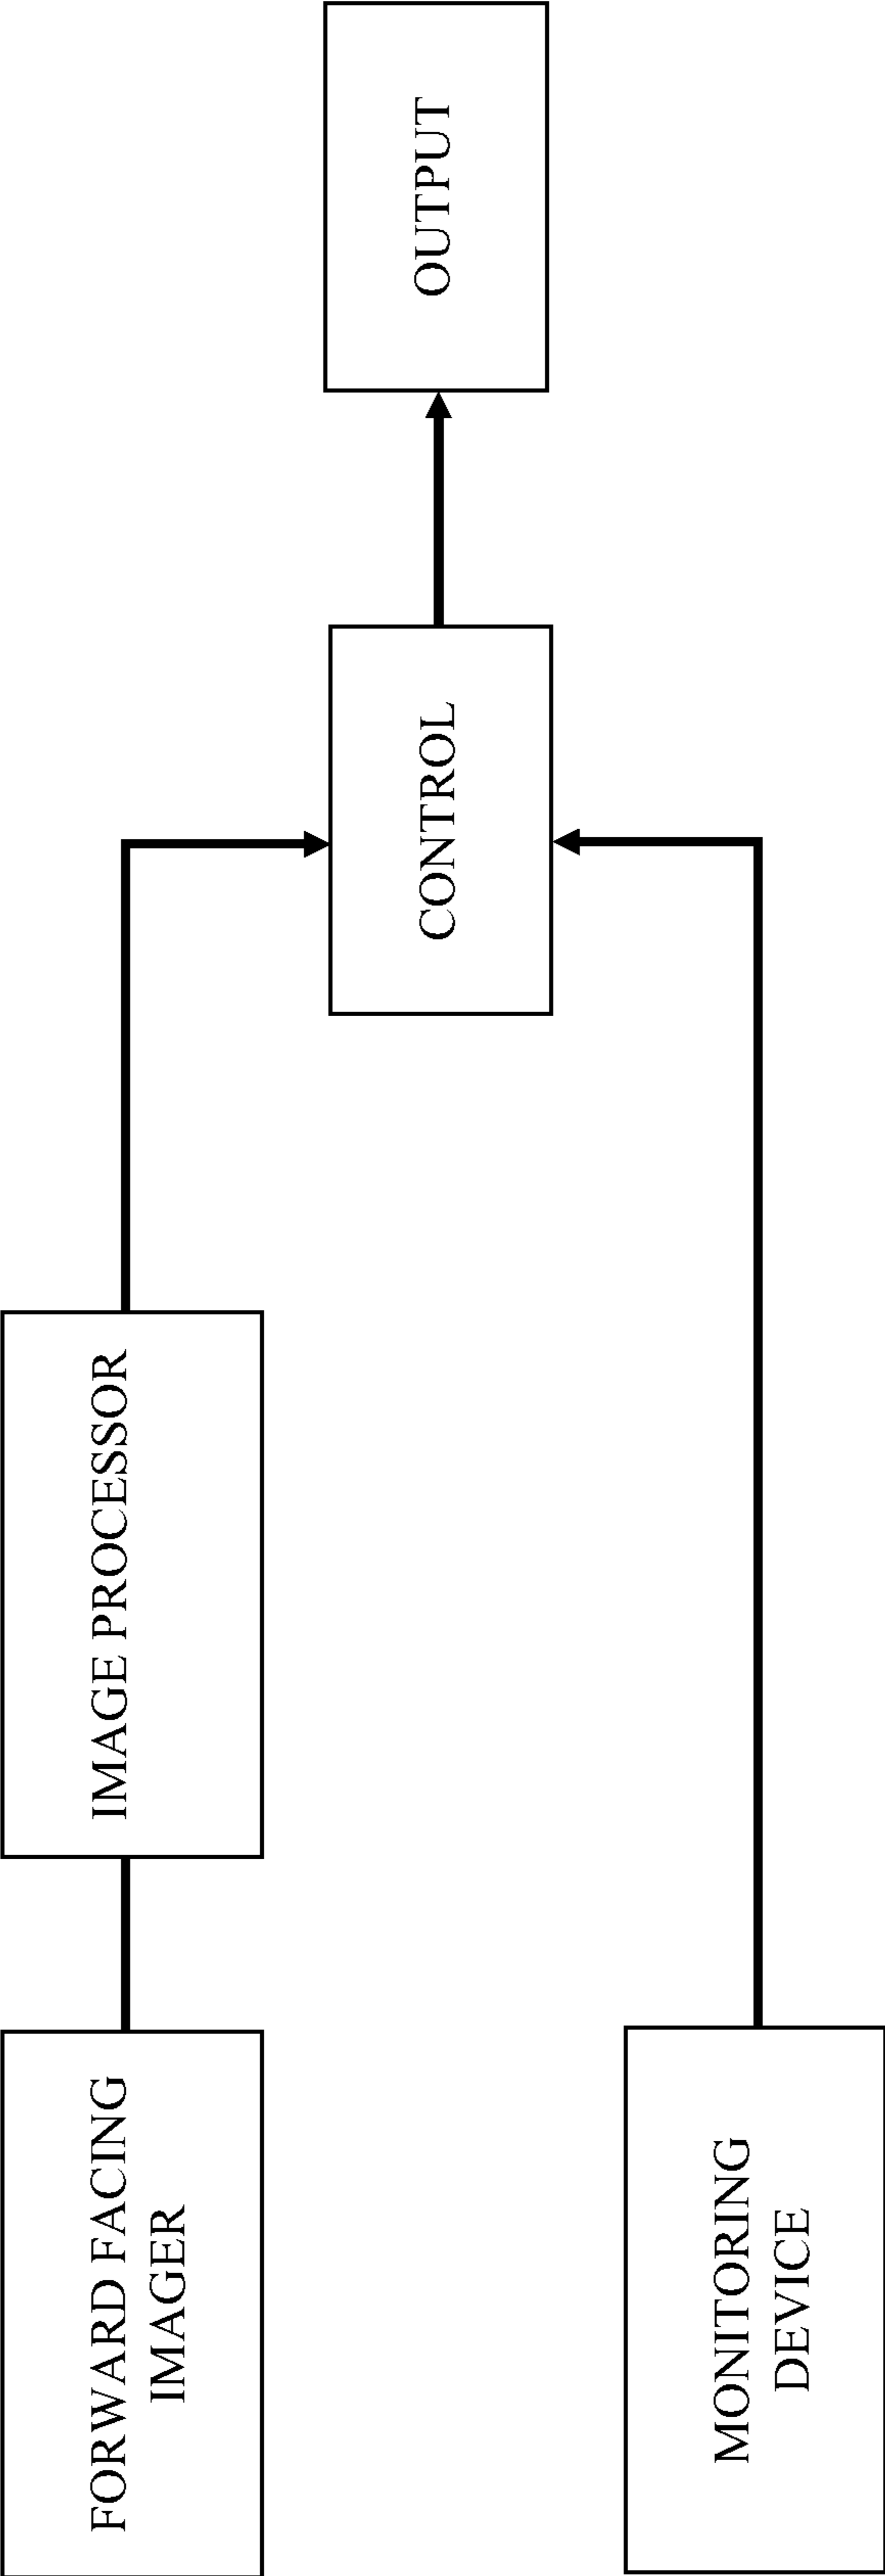 FORWARD FACING
IMAGER
IMAGE PROCESSOR
CONTROL
OUTPUT
MONITORING
DEVICE